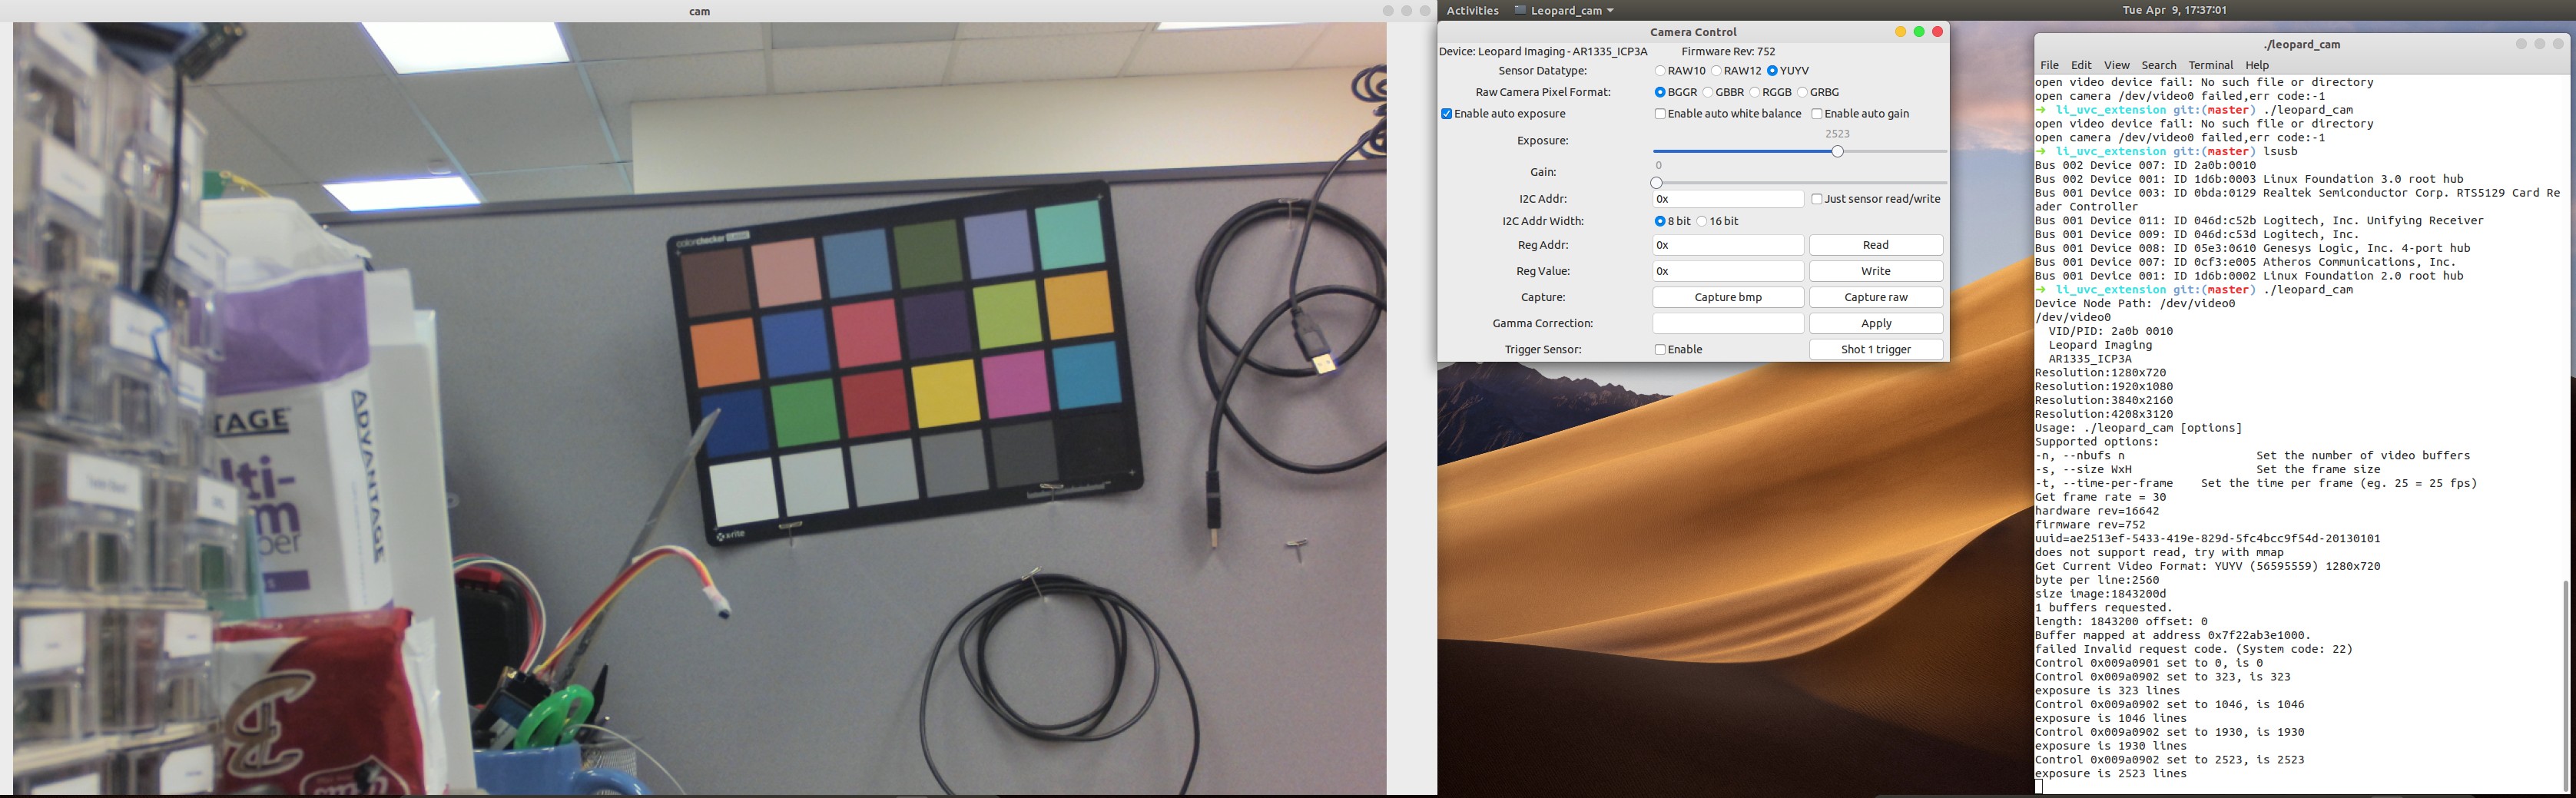 cam
colorchecker CLASSIC
TAGE
ADVANTAGE
lti-
m
per
x-rite
Activities
Leopard_cam
Tue Apr 9, 17:37:01
Camera Control
Device: Leopard Imaging - AR1335_ICP3A Firmware Rev: 752
Sensor Datatype: RAW10 RAW12 YUYV
Raw Camera Pixel Format: BGGR GBBR RGGB GRBG
Enable auto exposure Enable auto white balance Enable auto gain
2523
Exposure:
0
Gain:
I2C Addr: 0x Just sensor read/write
I2C Addr Width: 8 bit 16 bit
Reg Addr: 0x Read
Reg Value: 0x Write
Capture: Capture bmp Capture raw
Gamma Correction: Apply
Trigger Sensor: Enable Shot 1 trigger
./leopard_cam
File Edit View Search Terminal Help
open video device fail: No such file or directory
open camera /dev/video0 failed,err code:-1
➜ li_uvc_extension git:(master) ./leopard_cam
open video device fail: No such file or directory
open camera /dev/video0 failed,err code:-1
➜ li_uvc_extension git:(master) lsusb
Bus 002 Device 007: ID 2a0b:0010
Bus 002 Device 001: ID 1d6b:0003 Linux Foundation 3.0 root hub
Bus 001 Device 003: ID 0bda:0129 Realtek Semiconductor Corp. RTS5129 Card Re
ader Controller
Bus 001 Device 011: ID 046d:c52b Logitech, Inc. Unifying Receiver
Bus 001 Device 009: ID 046d:c53d Logitech, Inc.
Bus 001 Device 008: ID 05e3:0610 Genesys Logic, Inc. 4-port hub
Bus 001 Device 007: ID 0cf3:e005 Atheros Communications, Inc.
Bus 001 Device 001: ID 1d6b:0002 Linux Foundation 2.0 root hub
➜ li_uvc_extension git:(master) ./leopard_cam
Device Node Path: /dev/video0
/dev/video0
VID/PID: 2a0b 0010
Leopard Imaging
AR1335_ICP3A
Resolution:1280x720
Resolution:1920x1080
Resolution:3840x2160
Resolution:4208x3120
Usage: ./leopard_cam [options]
Supported options:
-n, --nbufs n Set the number of video buffers
-s, --size WxH Set the frame size
-t, --time-per-frame Set the time per frame (eg. 25 = 25 fps)
Get frame rate = 30
hardware rev=16642
firmware rev=752
uuid=ae2513ef-5433-419e-829d-5fc4bcc9f54d-20130101
does not support read, try with mmap
Get Current Video Format: YUYV (56595559) 1280x720
byte per line:2560
size image:1843200d
1 buffers requested.
length: 1843200 offset: 0
Buffer mapped at address 0x7f22ab3e1000.
failed Invalid request code. (System code: 22)
Control 0x009a0901 set to 0, is 0
Control 0x009a0902 set to 323, is 323
exposure is 323 lines
Control 0x009a0902 set to 1046, is 1046
exposure is 1046 lines
Control 0x009a0902 set to 1930, is 1930
exposure is 1930 lines
Control 0x009a0902 set to 2523, is 2523
exposure is 2523 lines